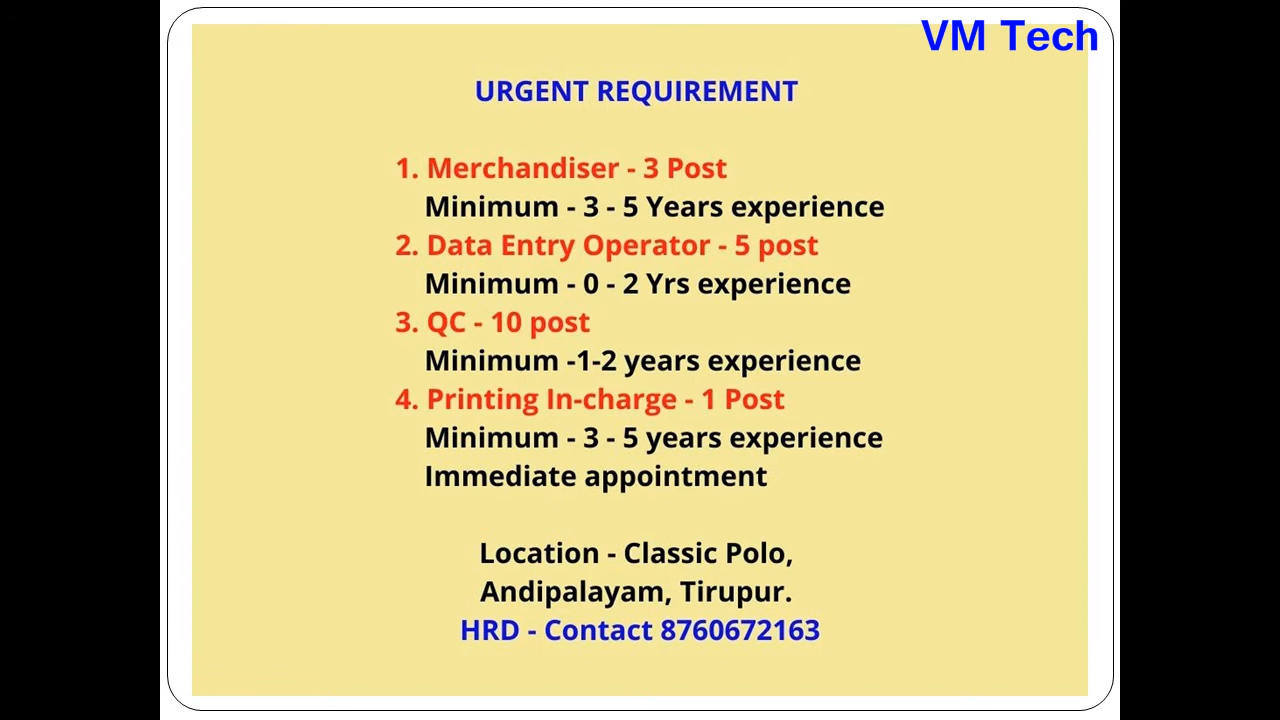 VM Tech
URGENT REQUIREMENT
1. Merchandiser - 3 Post
Minimum - 3 - 5 Years experience
2. Data Entry Operator - 5 post
Minimum - 0 - 2 Yrs experience
3. QC - 10 post
Minimum -1-2 years experience
4. Printing In-charge - 1 Post
Minimum - 3 - 5 years experience
Immediate appointment
Location - Classic Polo,
Andipalayam, Tirupur.
HRD - Contact 8760672163